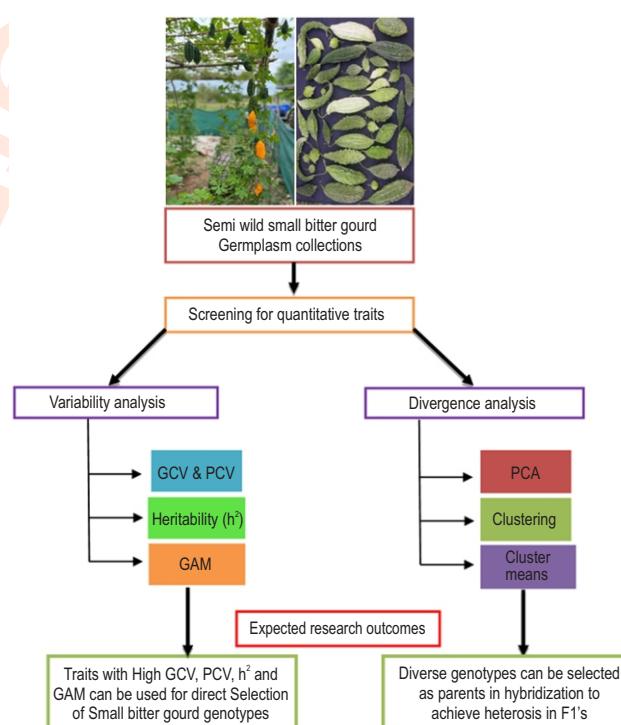 Semi wild small bitter gourd
Germplasm collections
Screening for quantitative traits
Variability analysis
Divergence analysis
GCV & PCV
Heritability (h²)
GAM
PCA
Clustering
Cluster
means
Expected research outcomes
Traits with High GCV, PCV, h² and
GAM can be used for direct Selection
of Small bitter gourd genotypes
Diverse genotypes can be selected
as parents in hybridization to
achieve heterosis in F1's